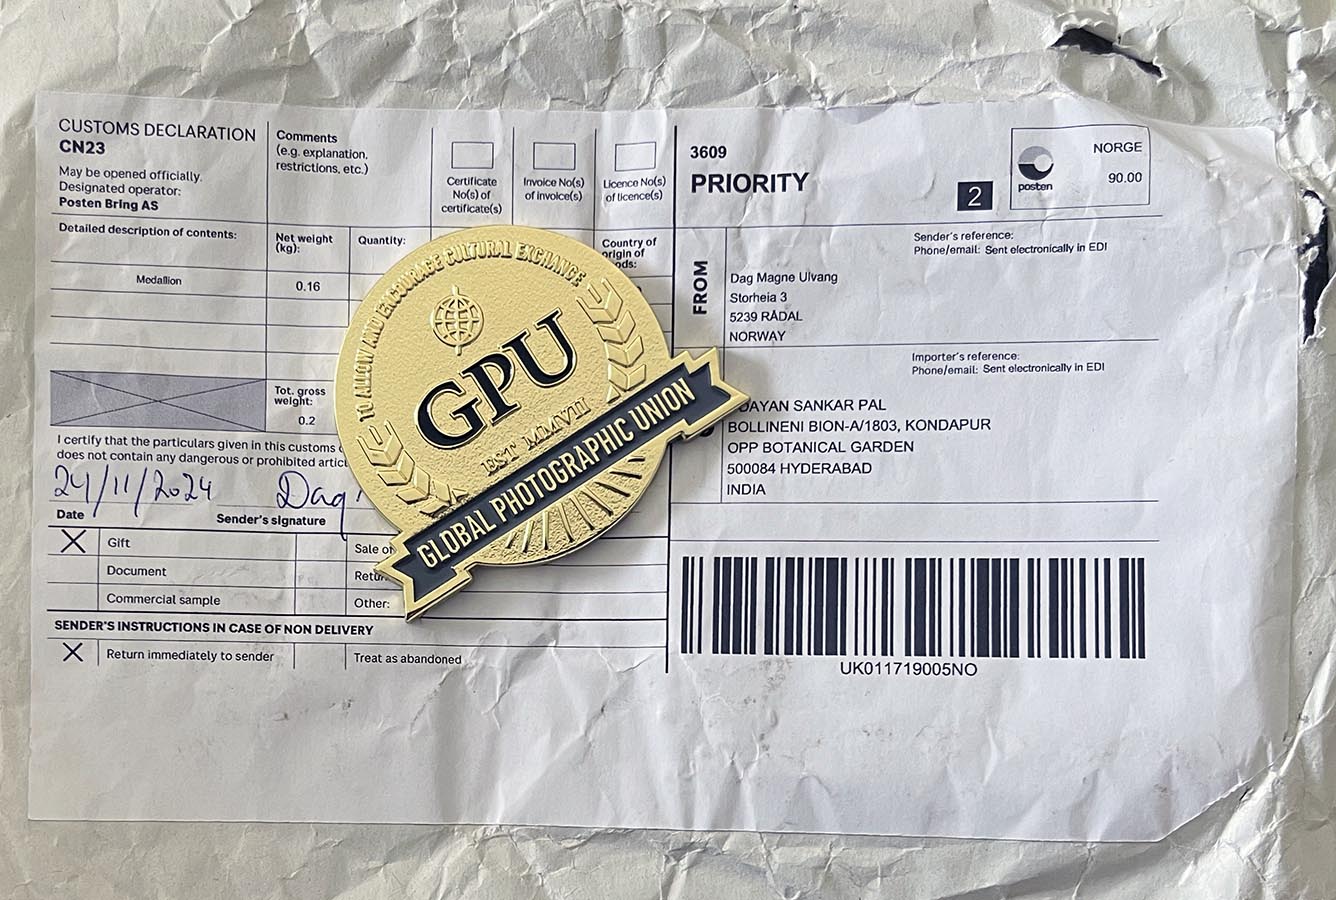 CUSTOMS DECLARATION
CN23
May be opened officially.
Designated operator:
Posten Bring AS
Comments
(e.g. explanation,
restrictions, etc.)
Certificate
No(s) of
certificate(s)
Invoice No(s)
of invoice(s)
Licence No(s)
of licence(s)
Detailed description of contents:
Net weight
(kg):
Quantity:
Country of
origin of
Medallion
0.16
Tot. gross
weight:
0.2
I certify that the particulars given in this customs
does not contain any dangerous or prohibited
24/11/2024
Dag
Date
Sender's signature
X Gift
Document
Commercial sample
Sale of
Other:
SENDER'S INSTRUCTIONS IN CASE OF NON DELIVERY
X Return immediately to sender
Treat as abandoned
TO ALLOW AND ENCOURAGE CULTURAL EXCHANGE
GPU
EST MMVII
GLOBAL PHOTOGRAPHIC UNION
3609
PRIORITY
2
posten
NORGE
90.00
Sender's reference:
Phone/email: Sent electronically in EDI
FROM
Dag Magne Ulvang
Storheia 3
5239 RÅDAL
NORWAY
Importer's reference:
Phone/email: Sent electronically in EDI
SANKAR PAL
BOLLINENI BION-A/1803, KONDAPUR
OPP BOTANICAL GARDEN
500084 HYDERABAD
INDIA
UK011719005NO